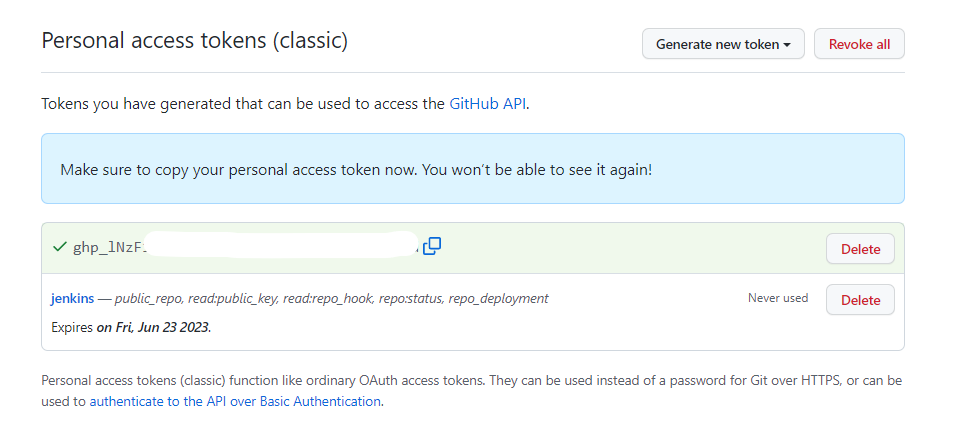 Personal access tokens (classic)
Generate new token
Revoke all
Tokens you have generated that can be used to access the GitHub API.
Make sure to copy your personal access token now. You won’t be able to see it again!
ghp_lNzF
Delete
jenkins — public_repo, read:public_key, read:repo_hook, repo:status, repo_deployment
Never used
Delete
Expires on Fri, Jun 23 2023.
Personal access tokens (classic) function like ordinary OAuth access tokens. They can be used instead of a password for Git over HTTPS, or can be
used to authenticate to the API over Basic Authentication.